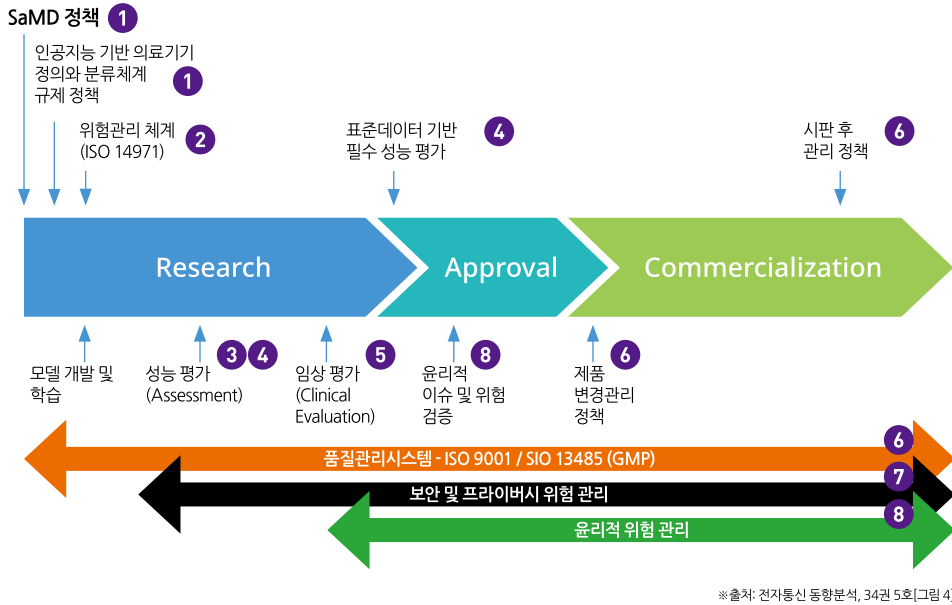 SaMD 정책 1
인공지능 기반 의료기기
정의와 분류체계
규제 정책
1
위험관리 체계
(ISO 14971)
2
표준데이터 기반
필수 성능 평가
4
시판 후
관리 정책
6
Research
Approval
Commercialization
모델 개발 및
학습
성능 평가
(Assessment)
3 4
임상 평가
(Clinical
Evaluation)
5
윤리적
이슈 및 위험
검증
8
제품
변경관리
정책
6
품질관리시스템 - ISO 9001 / SIO 13485 (GMP)
6
보안 및 프라이버시 위험 관리
7
윤리적 위험 관리
8
※출처: 전자통신 동향분석, 34권 5호[그림 4]